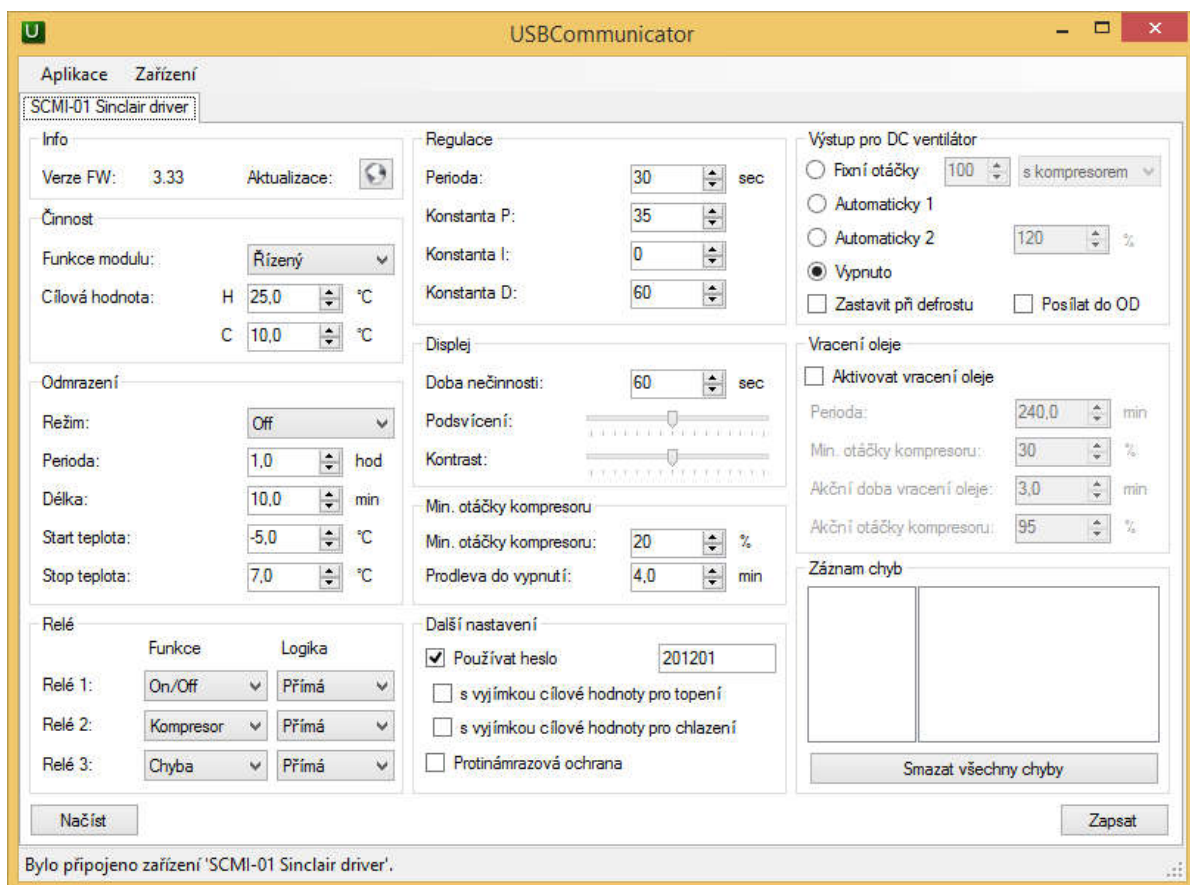 USBCommunicator
Aplikace Zařízení
SCMI-01 Sinclair driver
Info
Verze FW: 3.33 Aktualizace:
Činnost
Funkce modulu: Řízený
Cílová hodnota: H 25,0 °C
C 10,0 °C
Odmrazení
Režim: Off
Perioda: 1,0 hod
Délka: 10,0 min
Start teplota: -5,0 °C
Stop teplota: 7,0 °C
Relé
Funkce Logika
Relé 1: On/Off Přímá
Relé 2: Kompresor Přímá
Relé 3: Chyba Přímá
Regulace
Perioda: 30 sec
Konstanta P: 35
Konstanta I: 0
Konstanta D: 60
Displej
Doba nečinnosti: 60 sec
Podsvícení:
Kontrast:
Min. otáčky kompresoru
Min. otáčky kompresoru: 20 %
Prodleva do vypnutí: 4,0 min
Další nastavení
Používat heslo 201201
s vyjímkou cílové hodnoty pro topení
s vyjímkou cílové hodnoty pro chlazení
Protinámrazová ochrana
Výstup pro DC ventilátor
Fixní otáčky 100 s kompresorem
Automaticky 1
Automaticky 2 120 %
Vypnuto
Zastavit při defrostu Posílat do OD
Vracení oleje
Aktivovat vracení oleje
Perioda: 240,0 min
Min. otáčky kompresoru: 30 %
Akční doba vracení oleje: 3,0 min
Akční otáčky kompresoru: 95 %
Záznam chyb
Smazat všechny chyby
Načíst Zapsat
Bylo připojeno zařízení 'SCMI-01 Sinclair driver'.